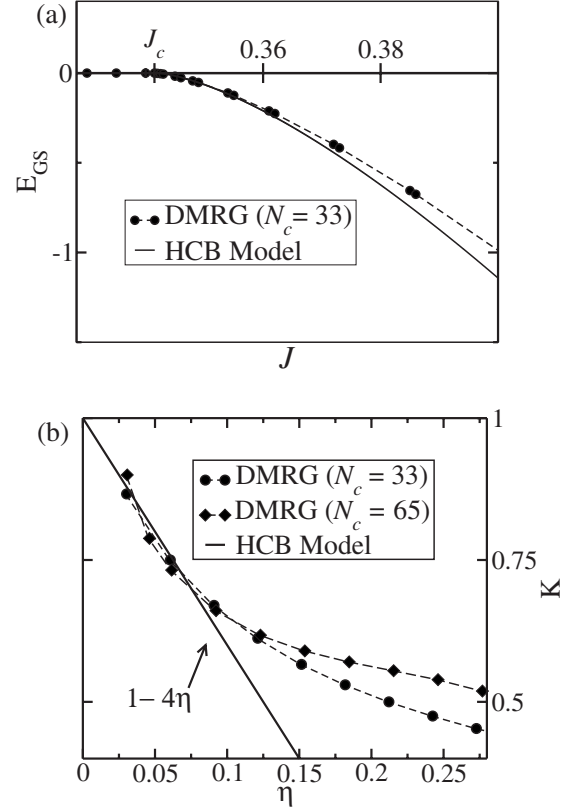 (a)
J_c 0.36 0.38
0
-1
E_GS
DMRG (N_c = 33)
HCB Model
J
(b)
1
0.75
0.5
K
DMRG (N_c = 33)
DMRG (N_c = 65)
HCB Model
1– 4η
0 0.05 0.1 0.15 0.2 0.25
η